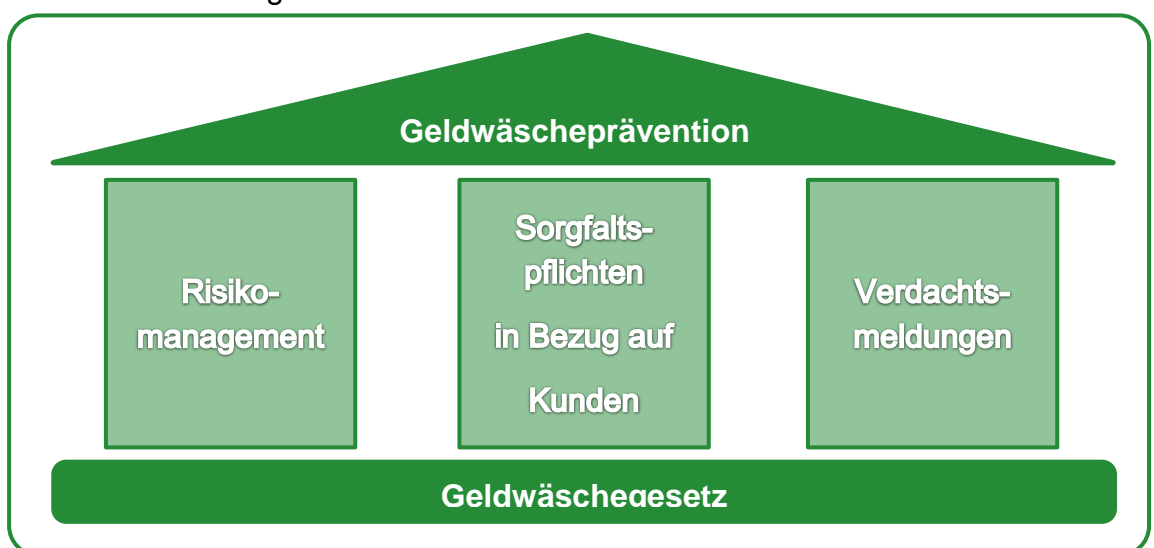 Geldwäscheprävention
Risiko-
management
Sorgfalts-
pflichten
in Bezug auf
Kunden
Verdachts-
meldungen
Geldwäschegesetz